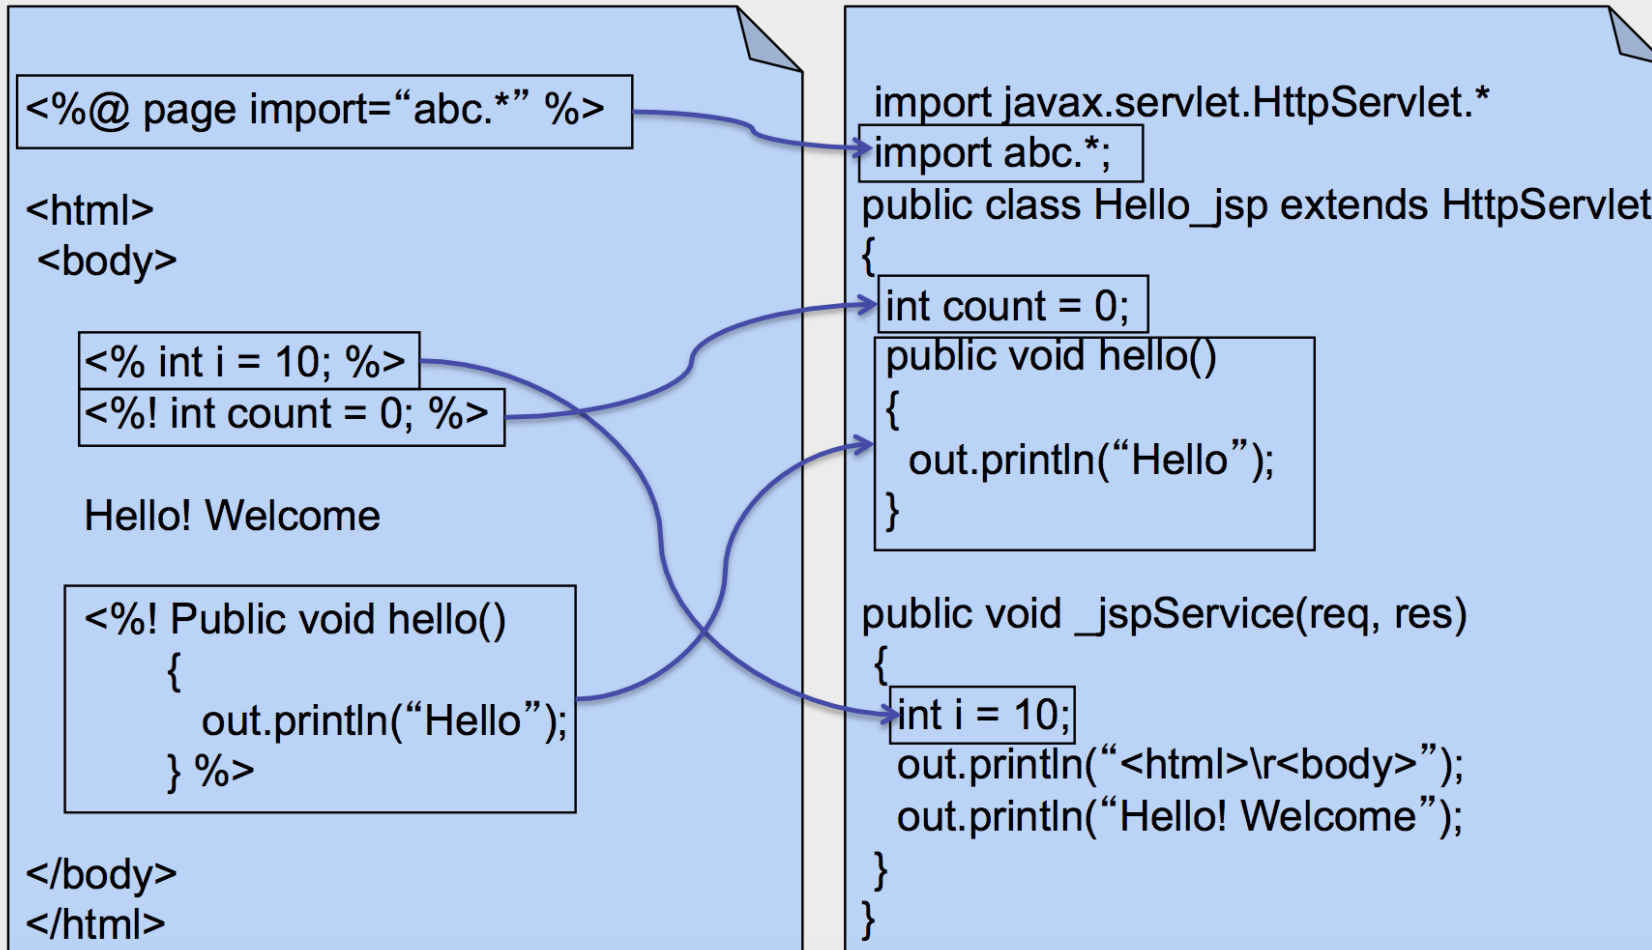 <%@ page import=“abc.*” %>
<html>
<body>
<% int i = 10; %>
<%! int count = 0; %>
Hello! Welcome
<%! Public void hello()
{
out.println(“Hello”);
} %>
</body>
</html>
import javax.servlet.HttpServlet.*
import abc.*;
public class Hello_jsp extends HttpServlet
{
int count = 0;
public void hello()
{
out.println(“Hello”);
}
public void _jspService(req, res)
{
int i = 10;
out.println(“<html>\r<body>”);
out.println(“Hello! Welcome”);
}
}